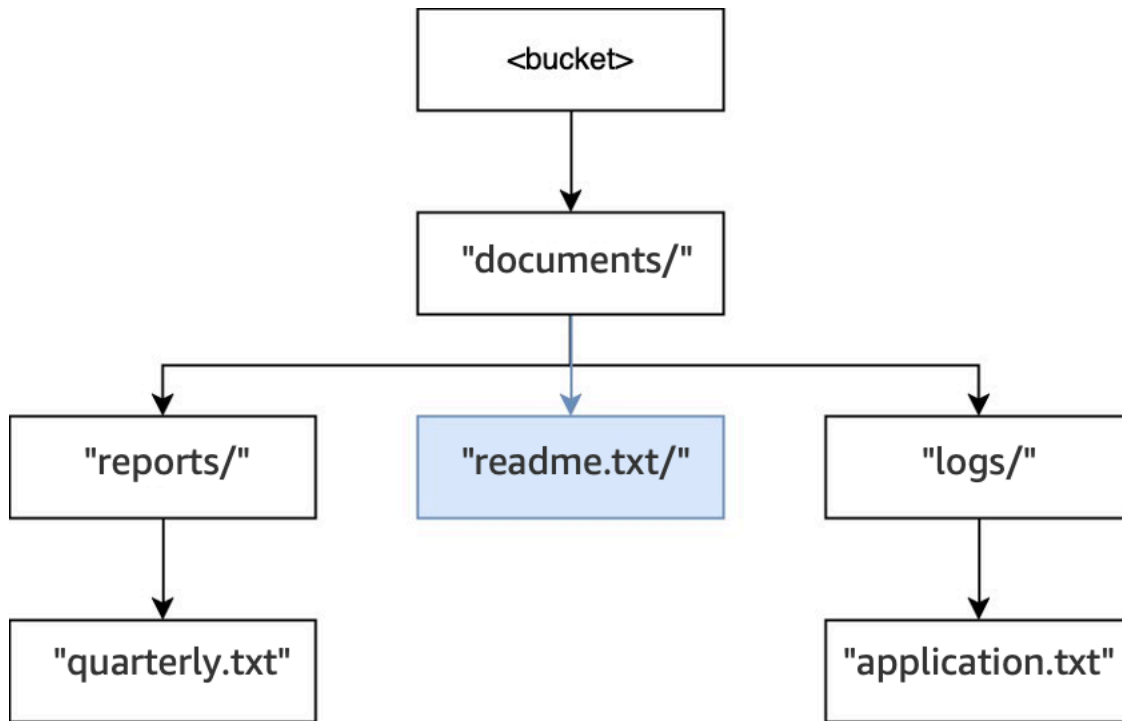 <bucket>
"documents/"
"reports/"
"readme.txt/"
"logs/"
"quarterly.txt"
"application.txt"